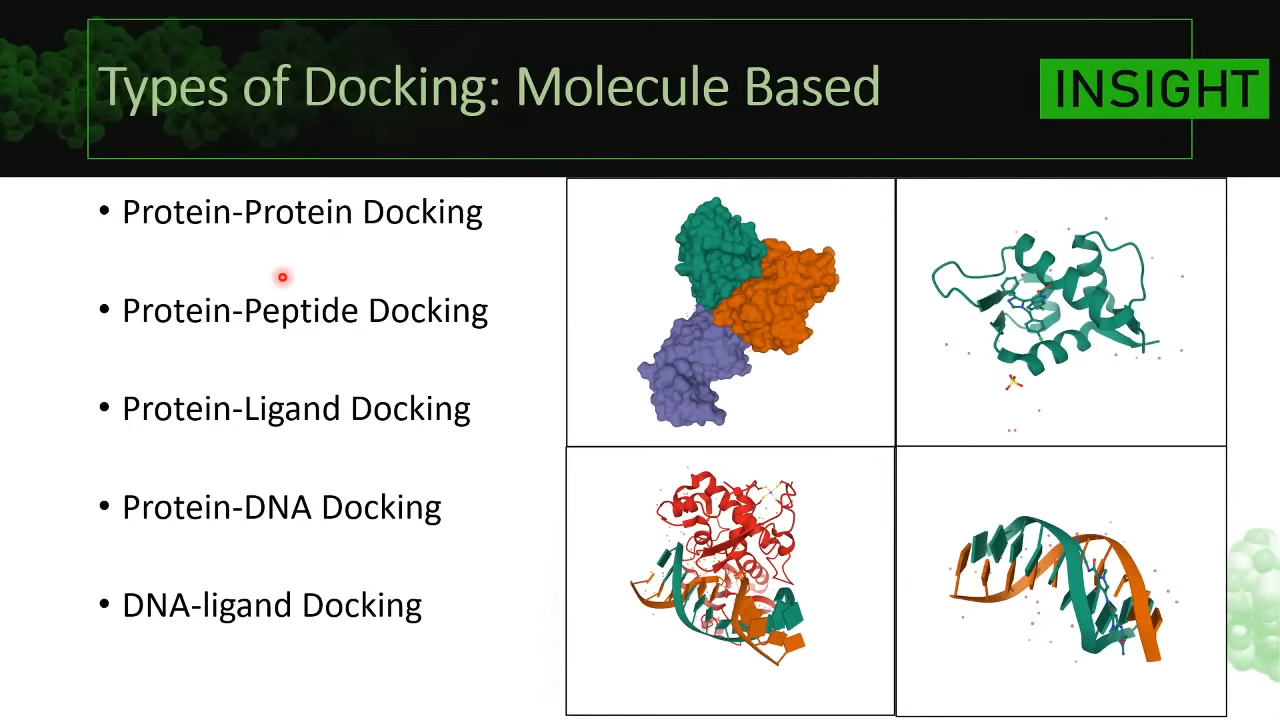 Types of Docking: Molecule Based
INSIGHT
• Protein-Protein Docking
• Protein-Peptide Docking
• Protein-Ligand Docking
• Protein-DNA Docking
• DNA-ligand Docking